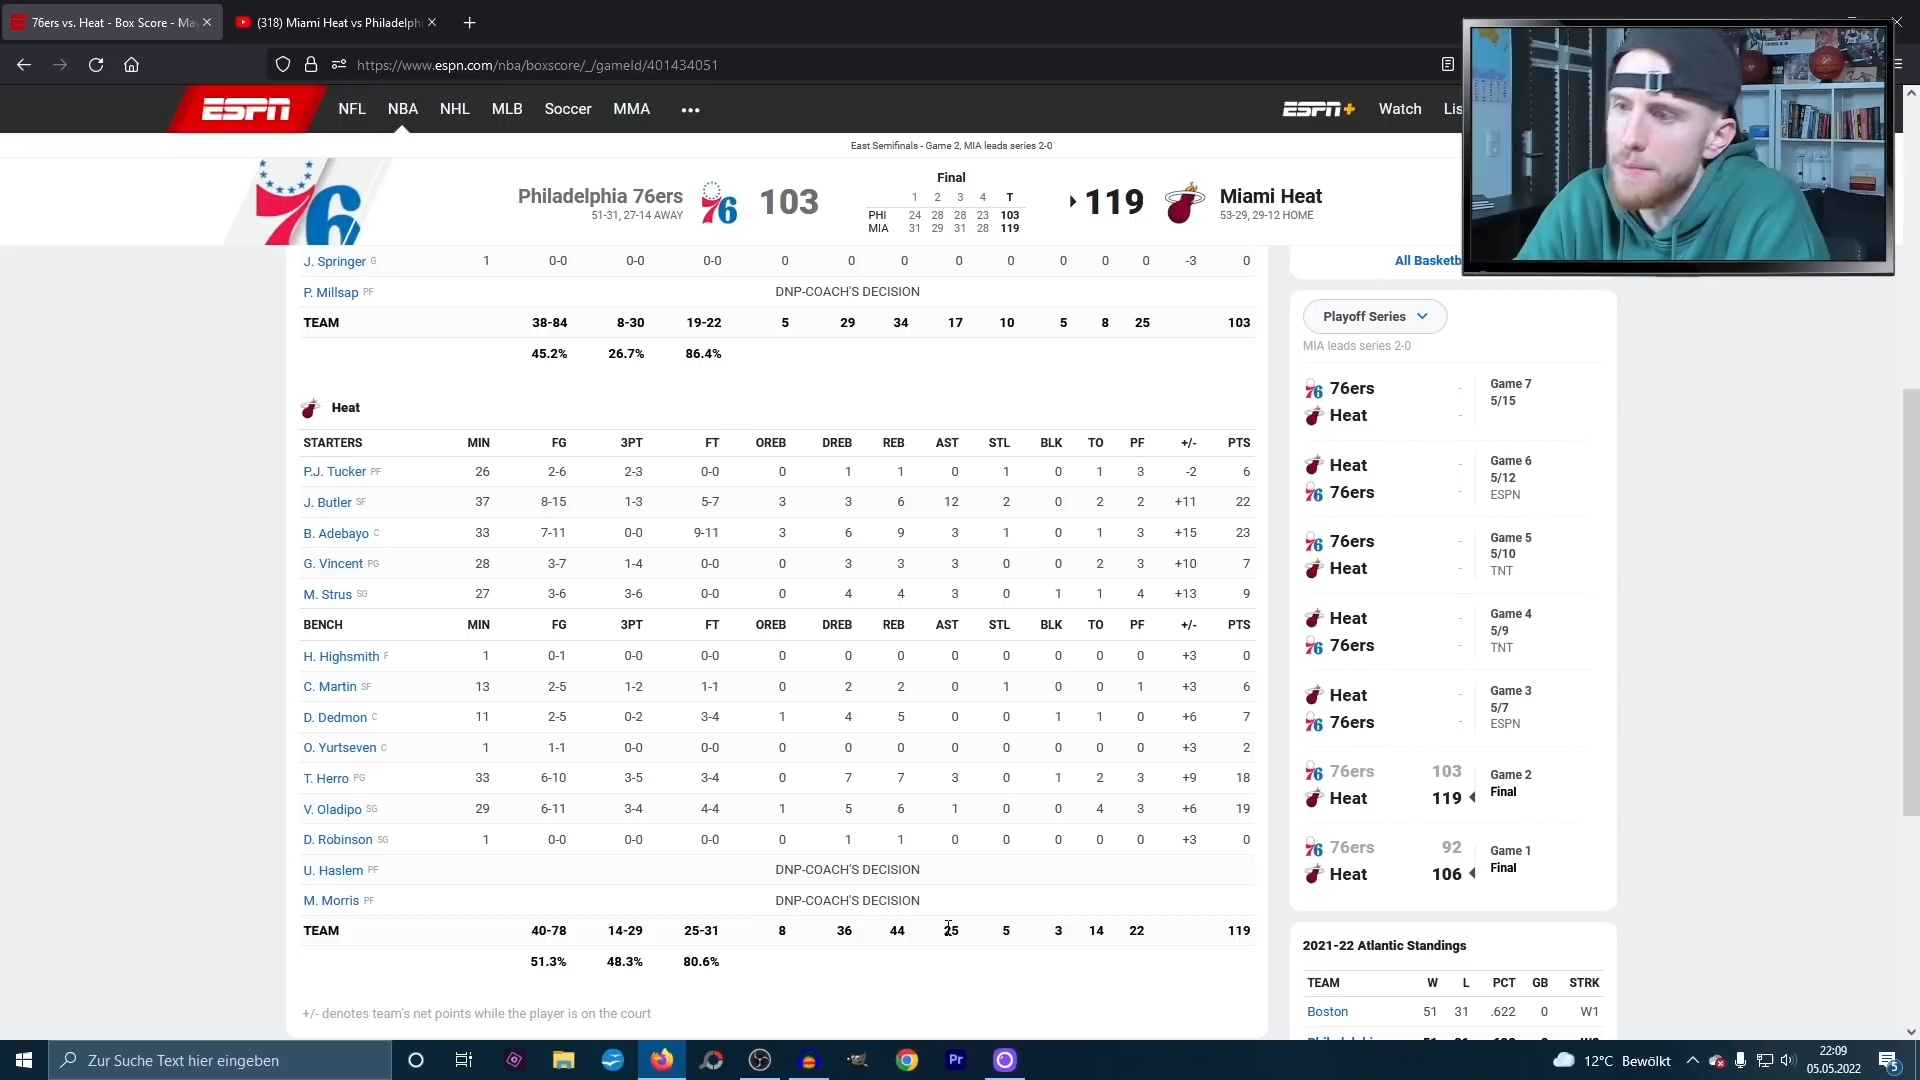 76ers vs. Heat - Box Score - Ma
(318) Miami Heat vs Philadelph
https://www.espn.com/nba/boxscore/_/gameId/401434051
ESPN NFL NBA NHL MLB Soccer MMA ••• ESPN+ Watch Lis
East Semifinals - Game 2, MIA leads series 2-0
76
Philadelphia 76ers
51-31, 27-14 AWAY
76
103
Final
1 2 3 4 T
PHI 24 28 28 23 103
MIA 31 29 31 28 119
119
Miami Heat
53-29, 29-12 HOME
J. Springer G 1 0-0 0-0 0-0 0 0 0 0 0 0 0 0 -3 0
P. Millsap PF DNP-COACH'S DECISION
TEAM 38-84 8-30 19-22 5 29 34 17 10 5 8 25 103
45.2% 26.7% 86.4%
Heat
STARTERS MIN FG 3PT FT OREB DREB REB AST STL BLK TO PF +/- PTS
P.J. Tucker PF 26 2-6 2-3 0-0 0 1 1 0 1 0 1 3 -2 6
J. Butler SF 37 8-15 1-3 5-7 3 3 6 12 2 0 2 2 +11 22
B. Adebayo C 33 7-11 0-0 9-11 3 6 9 3 1 0 1 3 +15 23
G. Vincent PG 28 3-7 1-4 0-0 0 3 3 3 0 0 2 3 +10 7
M. Strus SG 27 3-6 3-6 0-0 0 4 4 3 0 1 1 4 +13 9
BENCH MIN FG 3PT FT OREB DREB REB AST STL BLK TO PF +/- PTS
H. Highsmith F 1 0-1 0-0 0-0 0 0 0 0 0 0 0 0 +3 0
C. Martin SF 13 2-5 1-2 1-1 0 2 2 0 1 0 0 1 +3 6
D. Dedmon C 11 2-5 0-2 3-4 1 4 5 0 0 1 1 0 +6 7
O. Yurtseven C 1 1-1 0-0 0-0 0 0 0 0 0 0 0 0 +3 2
T. Herro PG 33 6-10 3-5 3-4 0 7 7 3 0 1 2 3 +9 18
V. Oladipo SG 29 6-11 3-4 4-4 1 5 6 1 0 0 4 3 +6 19
D. Robinson SG 1 0-0 0-0 0-0 0 1 1 0 0 0 0 0 +3 0
U. Haslem PF DNP-COACH'S DECISION
M. Morris PF DNP-COACH'S DECISION
TEAM 40-78 14-29 25-31 8 36 44 25 5 3 14 22 119
51.3% 48.3% 80.6%
+/- denotes team's net points while the player is on the court
All Basketb
Playoff Series
MIA leads series 2-0
76ers - Game 7
Heat - 5/15
Heat - Game 6
76ers - 5/12
ESPN
76ers - Game 5
Heat - 5/10
TNT
Heat - Game 4
76ers - 5/9
TNT
Heat - Game 3
76ers - 5/7
ESPN
76ers 103 Game 2
Heat 119 Final
76ers 92 Game 1
Heat 106 Final
2021-22 Atlantic Standings
TEAM W L PCT GB STRK
Boston 51 31 .622 0 W1
Zur Suche Text hier eingeben
Pr
12°C Bewölkt
22:09
05.05.2022
5